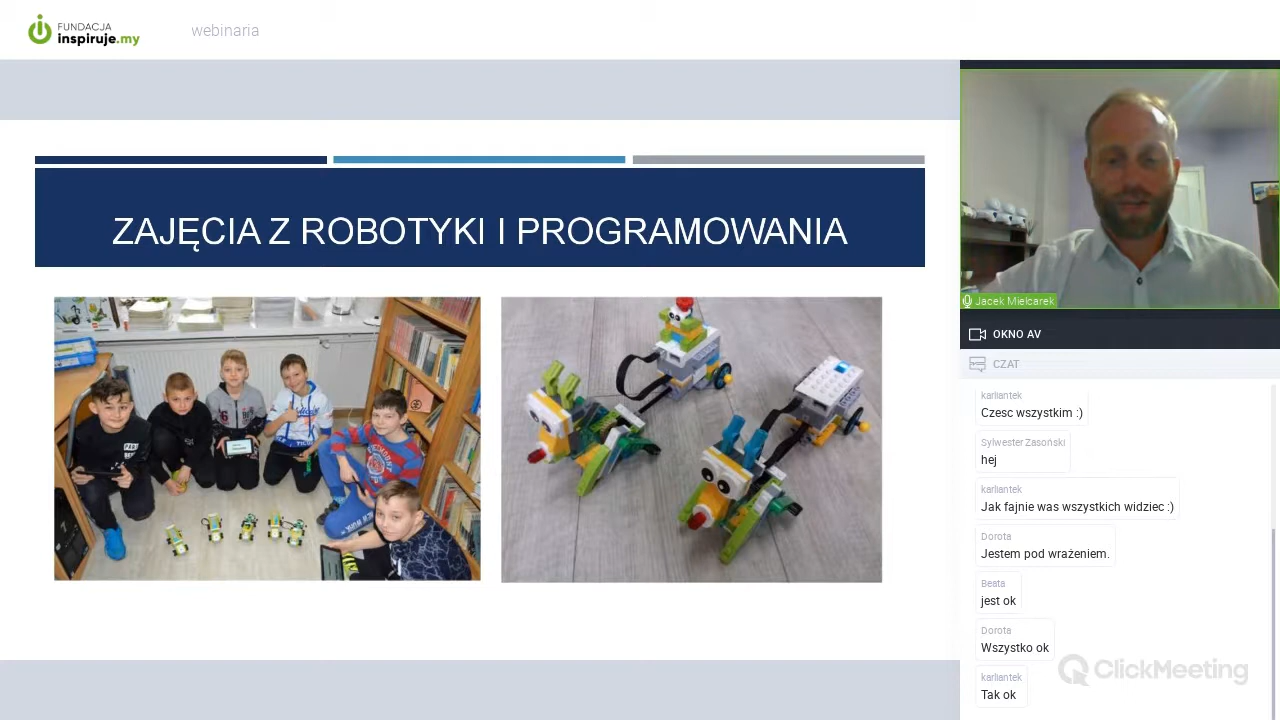 FUNDACJA
inspiruje.my
webinaria
ZAJĘCIA Z ROBOTYKI I PROGRAMOWANIA
Jacek Mielcarek
OKNO AV
CZAT
karliantek
Czesc wszystkim :)
Sylwester Zasoński
hej
karliantek
Jak fajnie was wszystkich widziec :)
Dorota
Jestem pod wrażeniem.
Beata
jest ok
Dorota
Wszystko ok
karliantek
Tak ok
ClickMeeting